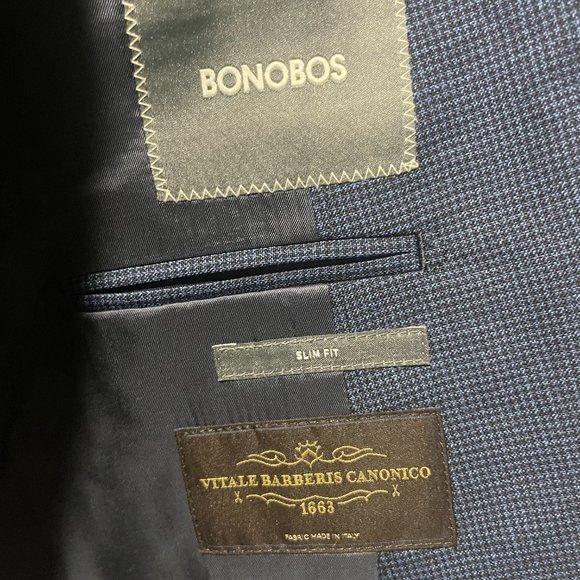 BONOBOS
SLIM FIT
VITALE BARBERIS CANONICO
1663
FABRIC MADE IN ITALY